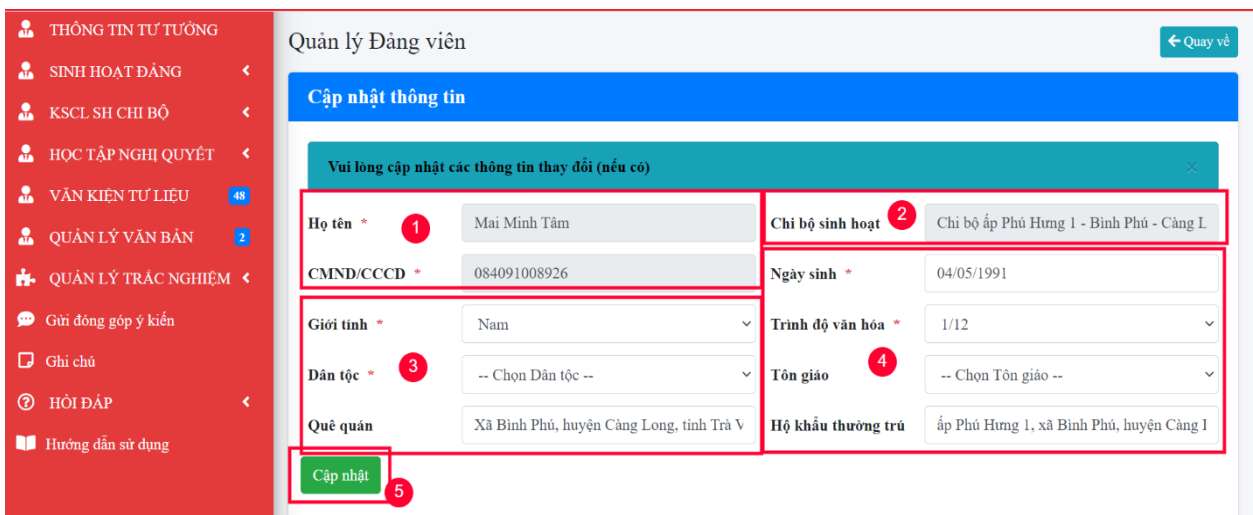 THÔNG TIN TƯ TƯỞNG
SINH HOẠT ĐẢNG
KSCL SH CHI BỘ
HỌC TẬP NGHỊ QUYẾT
VĂN KIỆN TƯ LIỆU 48
QUẢN LÝ VĂN BẢN 2
QUẢN LÝ TRẮC NGHIỆM
Gửi đóng góp ý kiến
Ghi chú
HỎI ĐÁP
Hướng dẫn sử dụng
Quản lý Đảng viên
Quay về
Cập nhật thông tin
Vui lòng cập nhật các thông tin thay đổi (nếu có) ×
Họ tên * 1 Mai Minh Tâm Chi bộ sinh hoạt 2 Chi bộ ấp Phú Hưng 1 - Bình Phú - Càng L
CMND/CCCD * 084091008926 Ngày sinh * 04/05/1991
Giới tính * Nam Trình độ văn hóa * 1/12
Dân tộc * 3 -- Chọn Dân tộc -- Tôn giáo 4 -- Chọn Tôn giáo --
Quê quán Xã Bình Phú, huyện Càng Long, tỉnh Trà V Hộ khẩu thường trú ấp Phú Hưng 1, xã Bình Phú, huyện Càng
Cập nhật 5